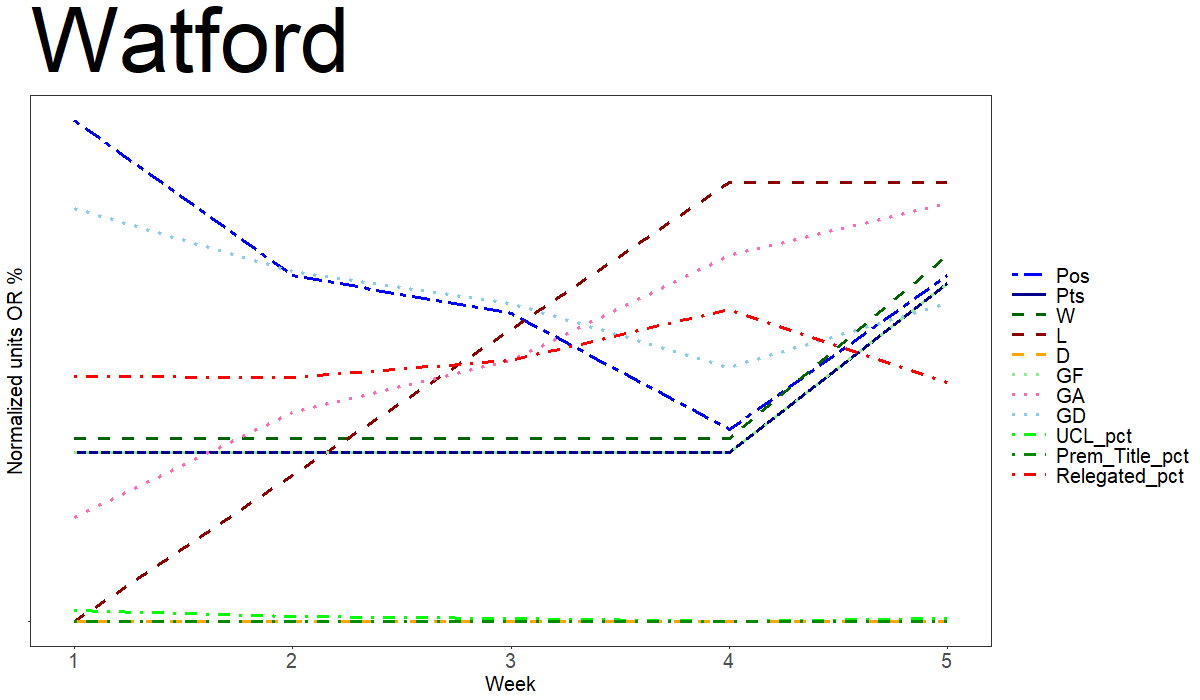 Watford
Normalized units OR %
Pos
Pts
W
L
D
GF
GA
GD
UCL_pct
Prem_Title_pct
Relegated_pct
1 2 3 4 5
Week